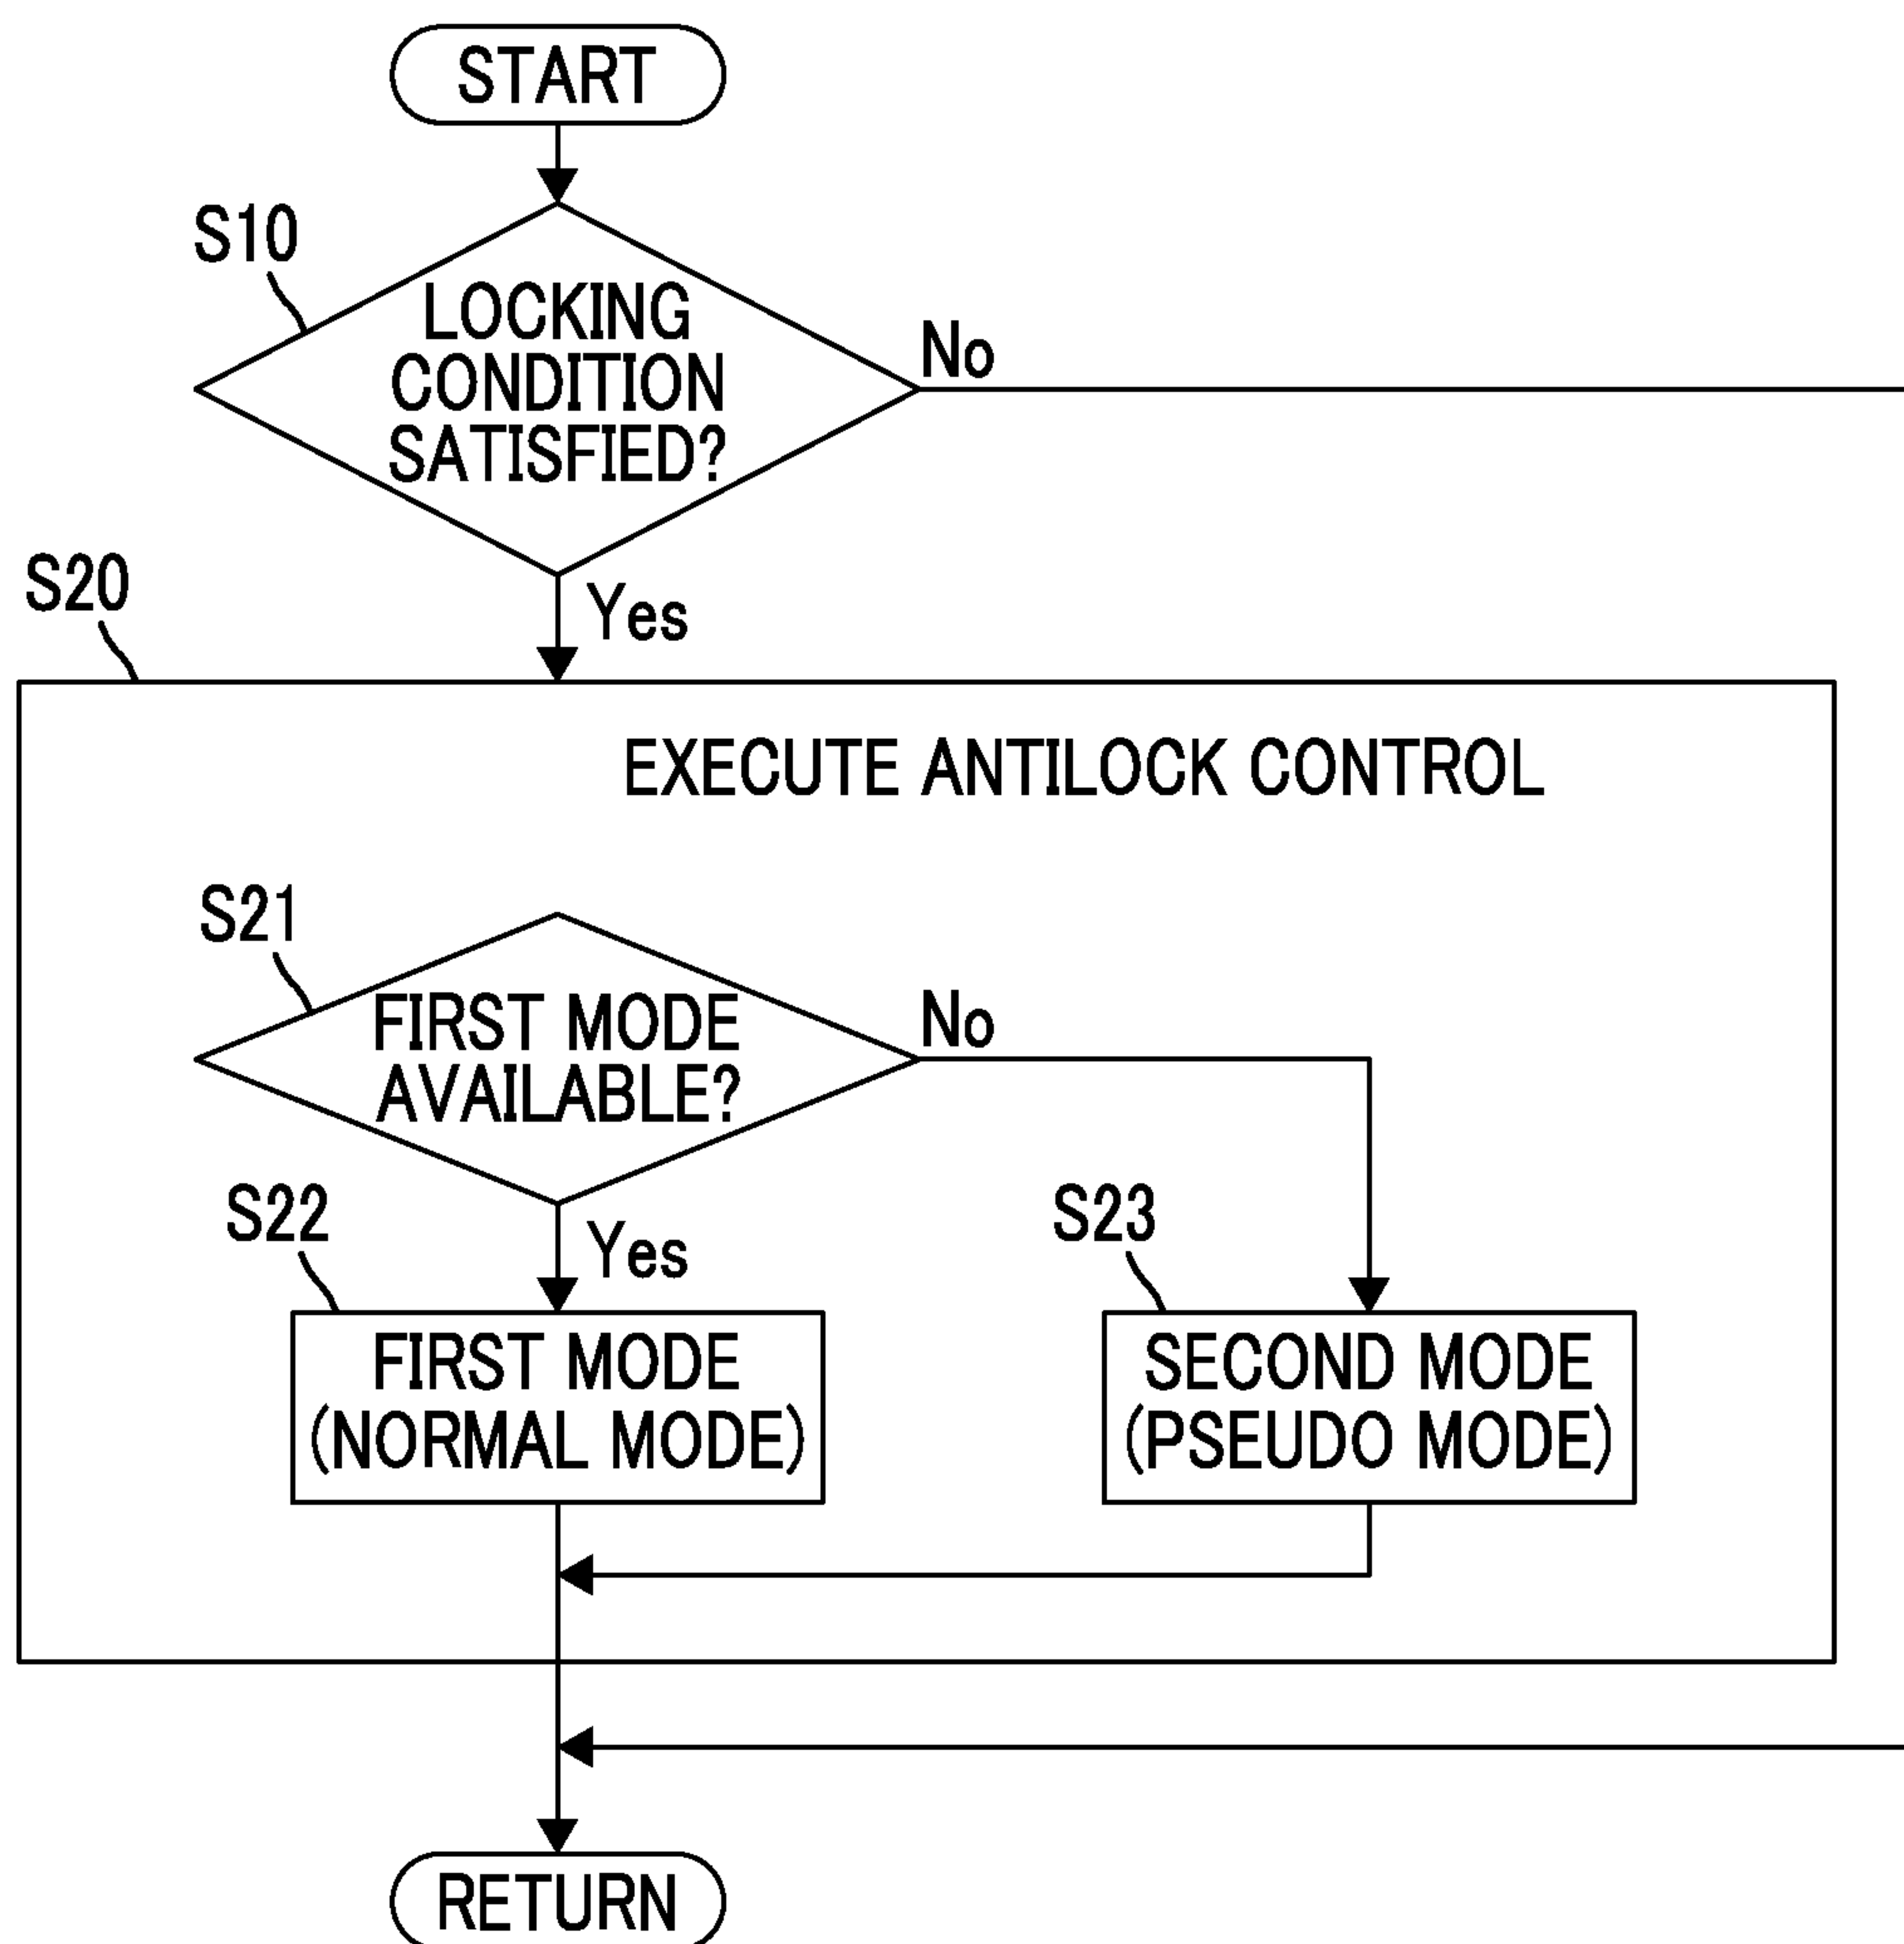 START
S10
LOCKING
CONDITION
SATISFIED?
No
Yes
S20
EXECUTE ANTILOCK CONTROL
S21
FIRST MODE
AVAILABLE?
No
Yes
S22
FIRST MODE
(NORMAL MODE)
S23
SECOND MODE
(PSEUDO MODE)
RETURN